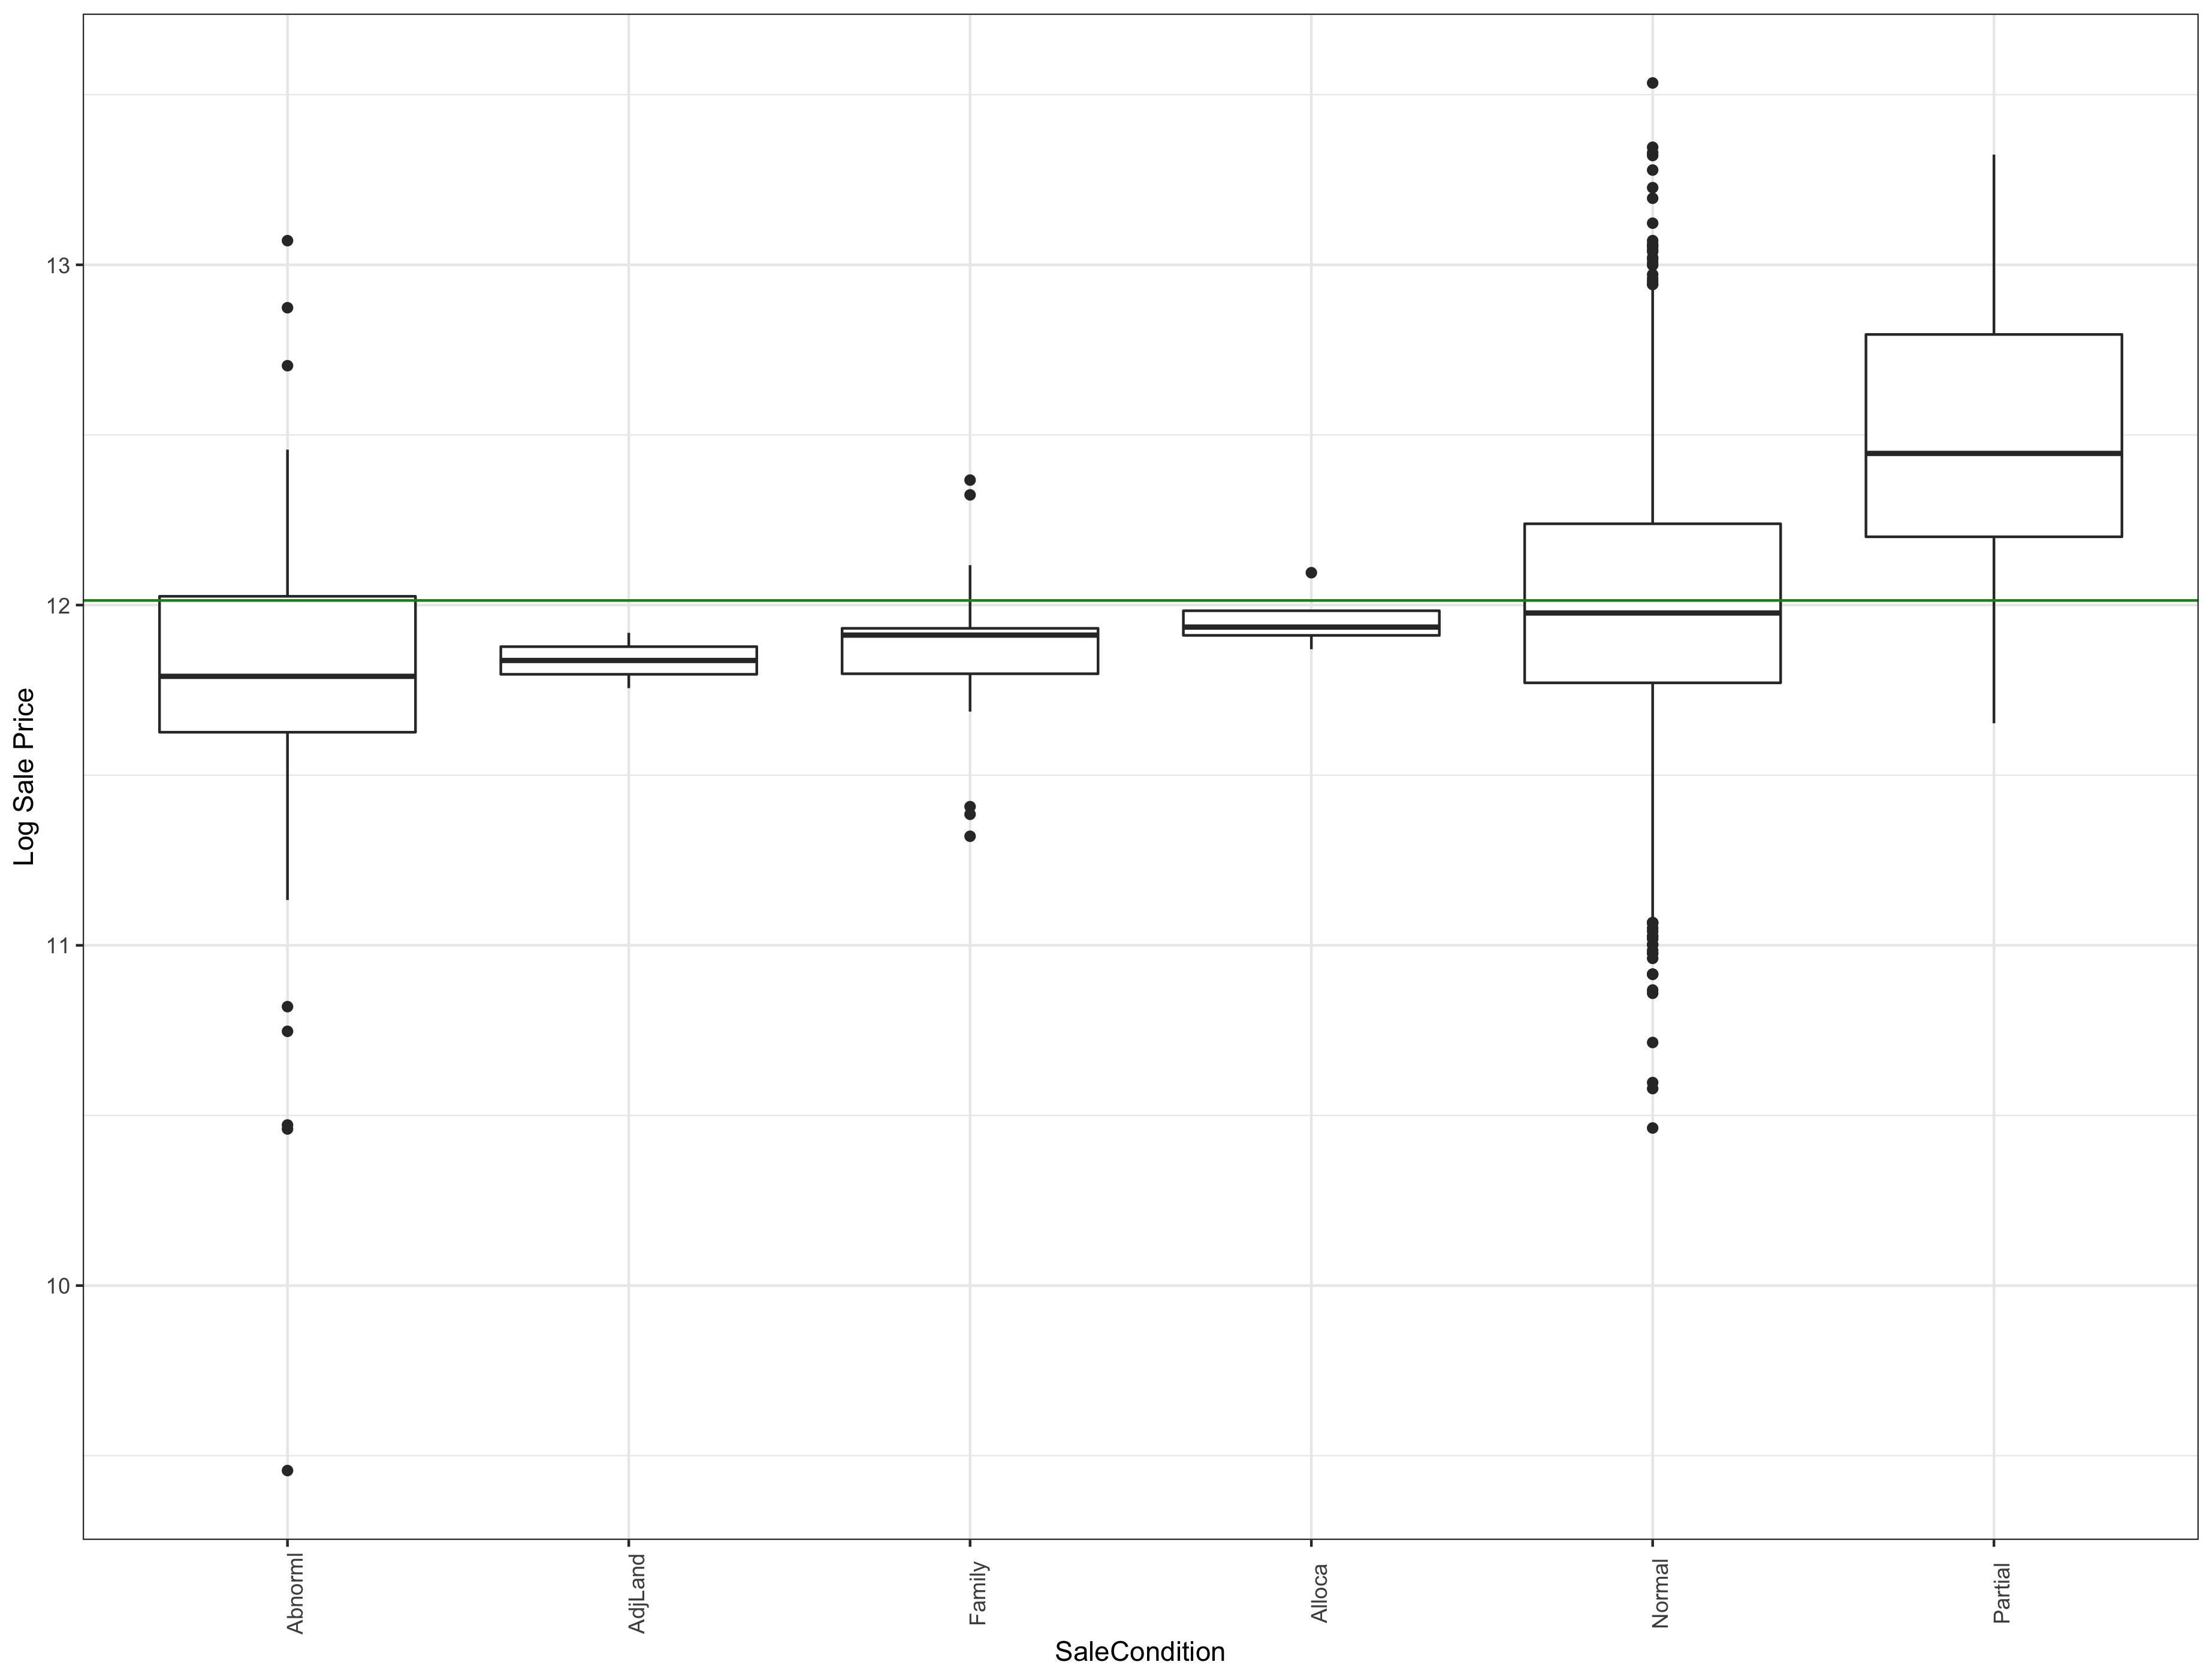 Log Sale Price
13
12
11
10
Abnorml
AdjLand
Family
Alloca
Normal
Partial
SaleCondition